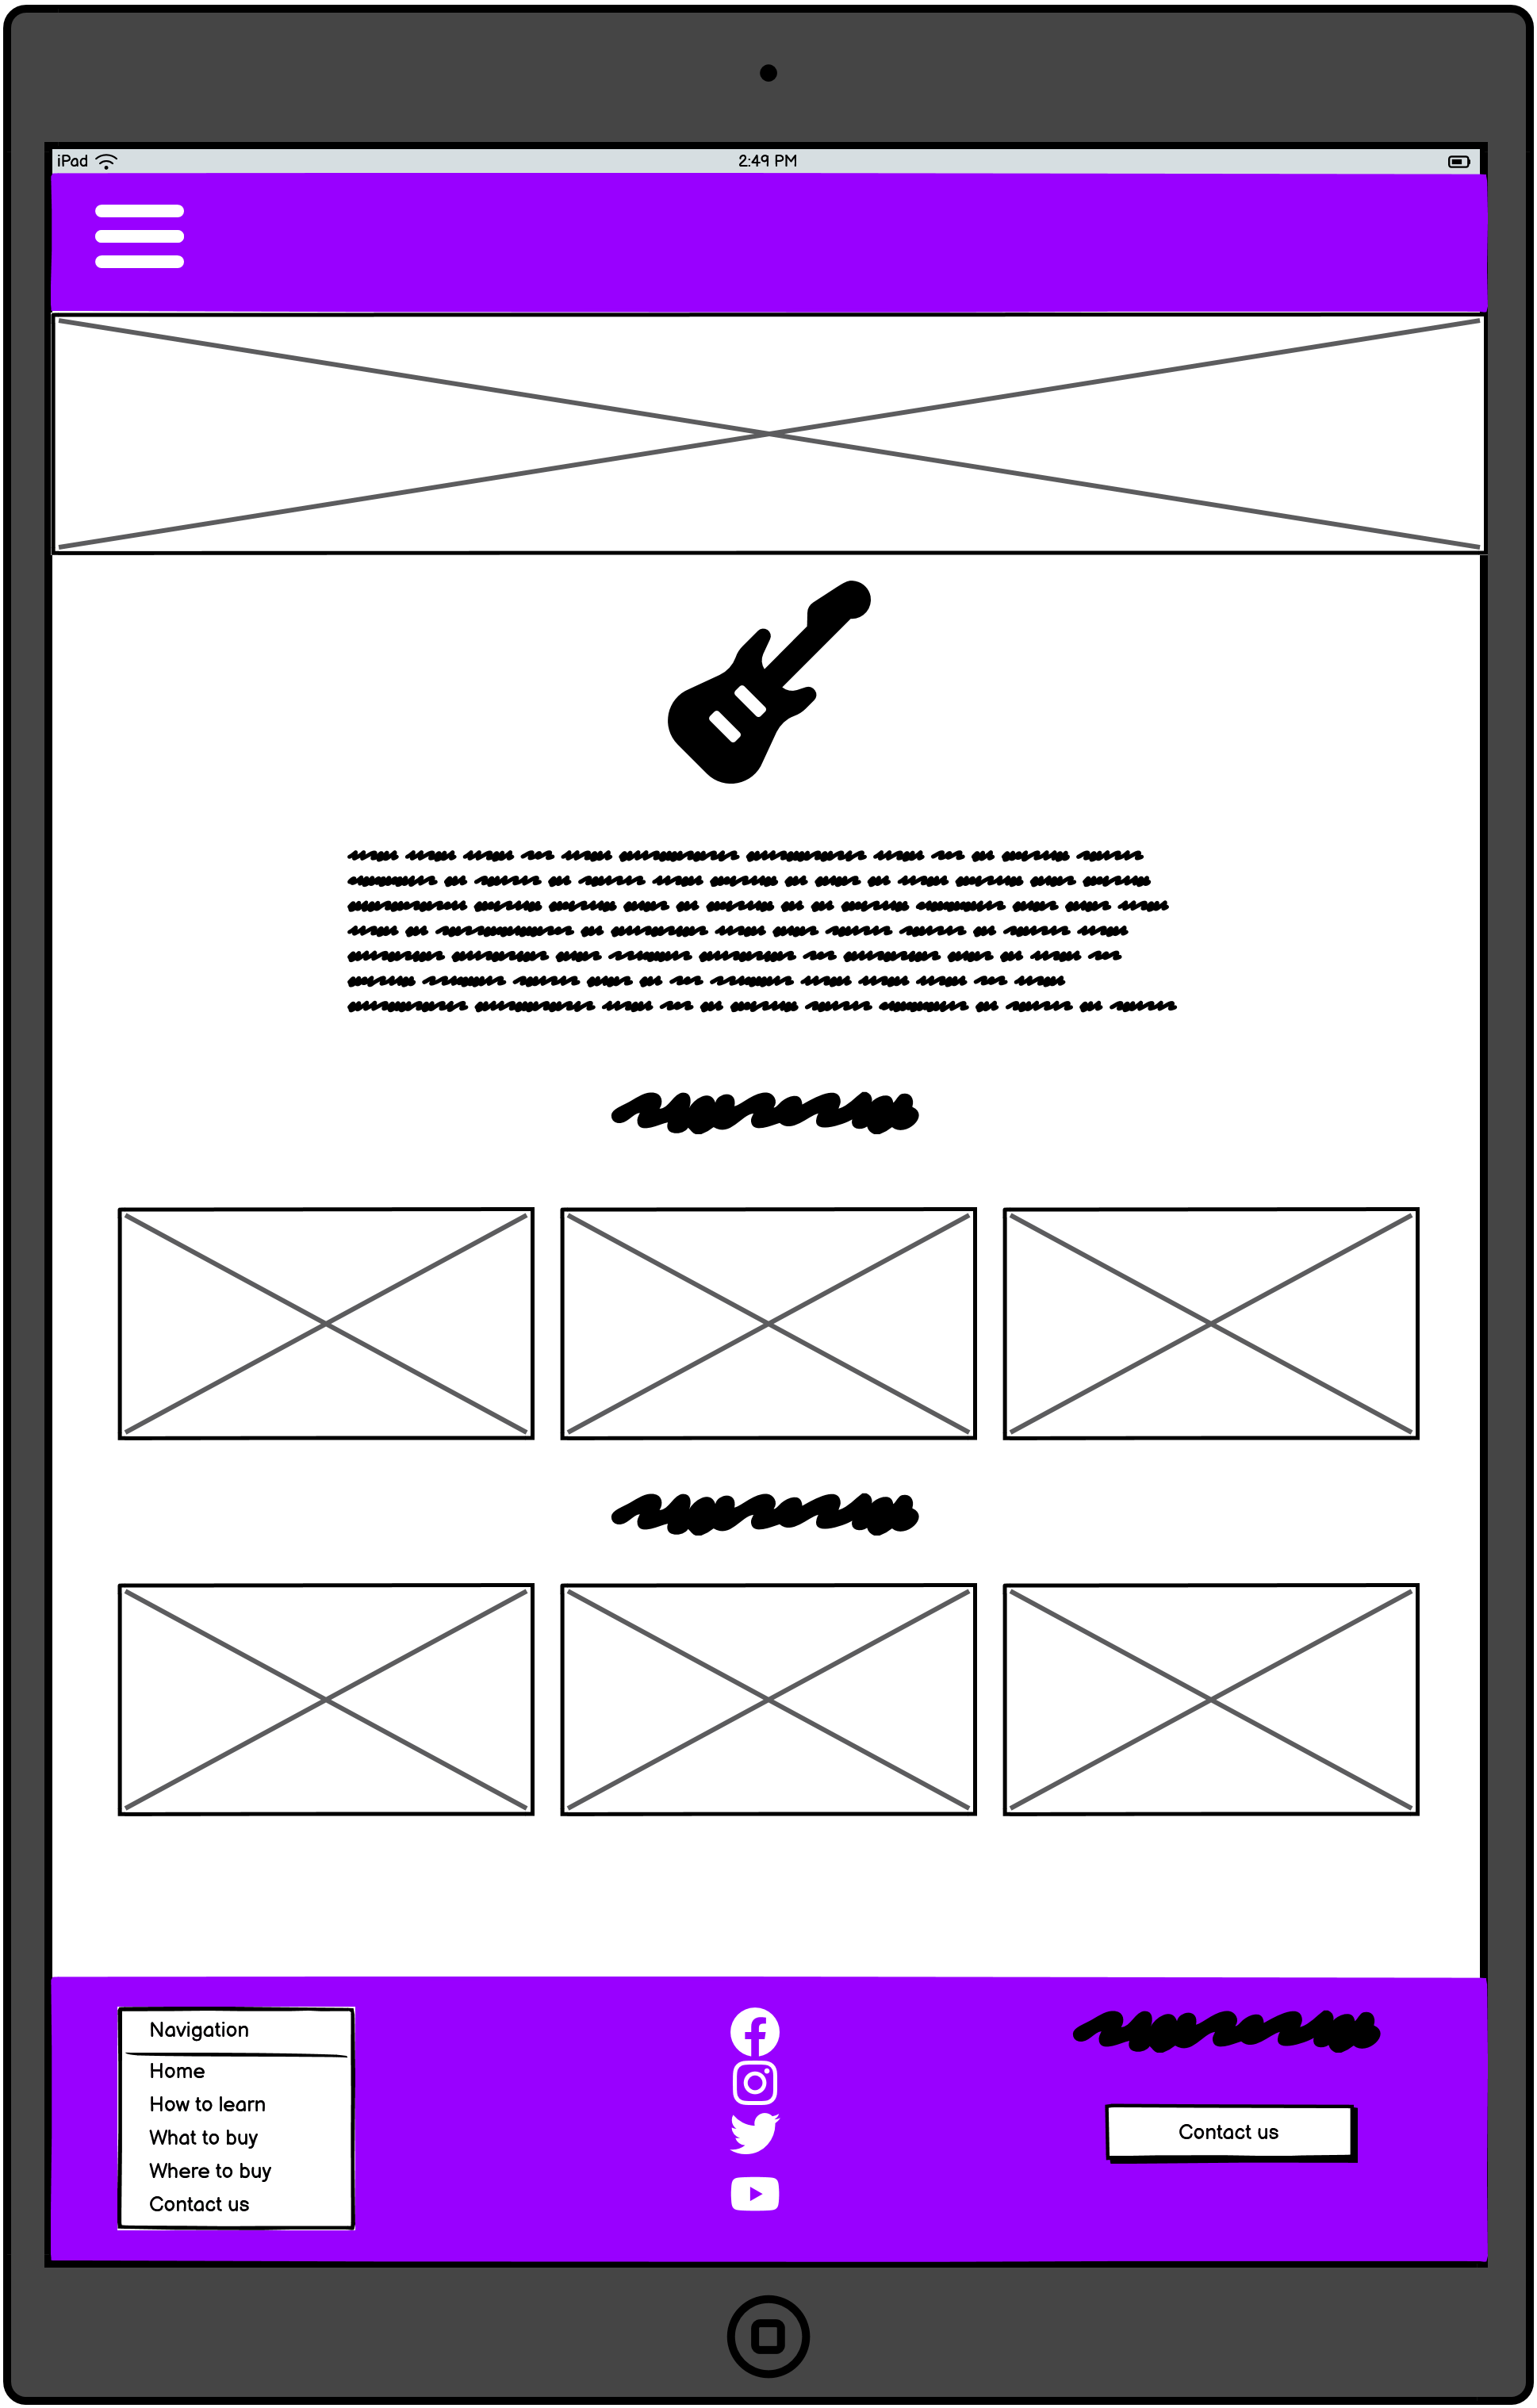 iPad 2:49 PM
Navigation
Home
How to learn
What to buy
Where to buy
Contact us
Contact us